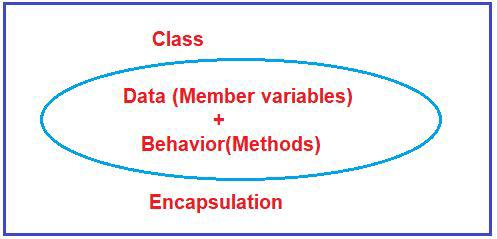 Class
Data (Member variables)
+
Behavior(Methods)
Encapsulation